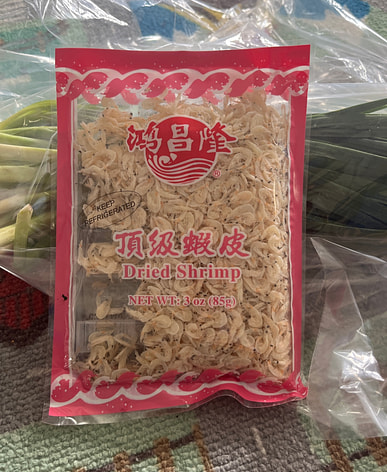 鴻昌隆
®
KEEP
REFRIGERATED
頂級蝦皮
Dried Shrimp
NET WT: 3 oz (85g)